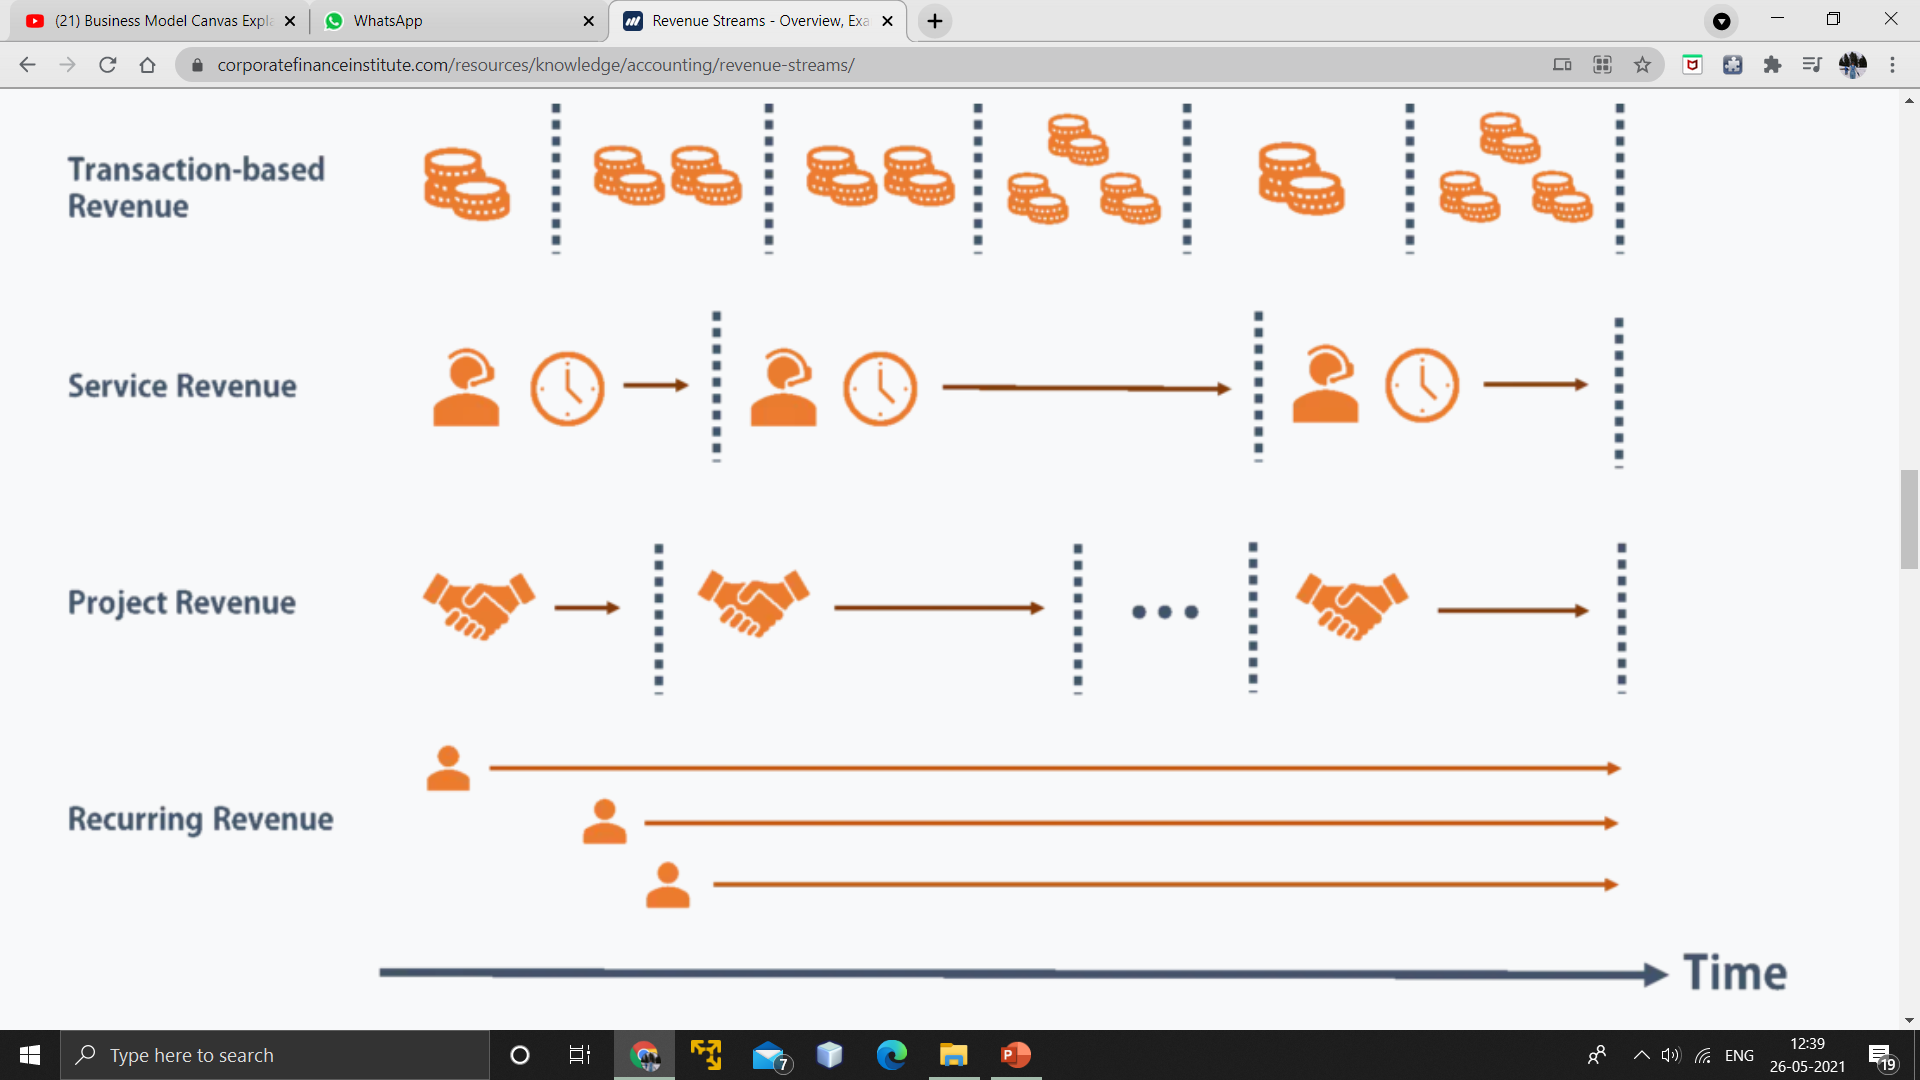 (21) Business Model Canvas Expla
WhatsApp
Revenue Streams - Overview, Exa
corporatefinanceinstitute.com/resources/knowledge/accounting/revenue-streams/
Transaction-based
Revenue
Service Revenue
Project Revenue
Recurring Revenue
Time
Type here to search
7
P
ENG
12:39
26-05-2021
19